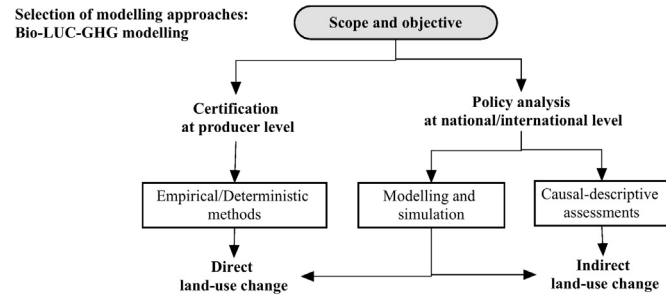 Selection of modelling approaches:
Bio-LUC-GHG modelling
Scope and objective
Certification
at producer level
Policy analysis
at national/international level
Empirical/Deterministic
methods
Modelling and
simulation
Causal-descriptive
assessments
Direct
land-use change
Indirect
land-use change